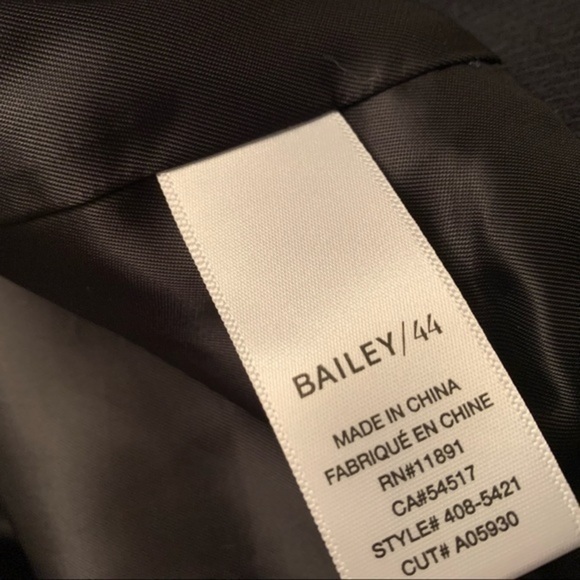 BAILEY/44
MADE IN CHINA
FABRIQUÉ EN CHINE
RN#11891
CA#54517
STYLE# 408-5421
CUT# A05930